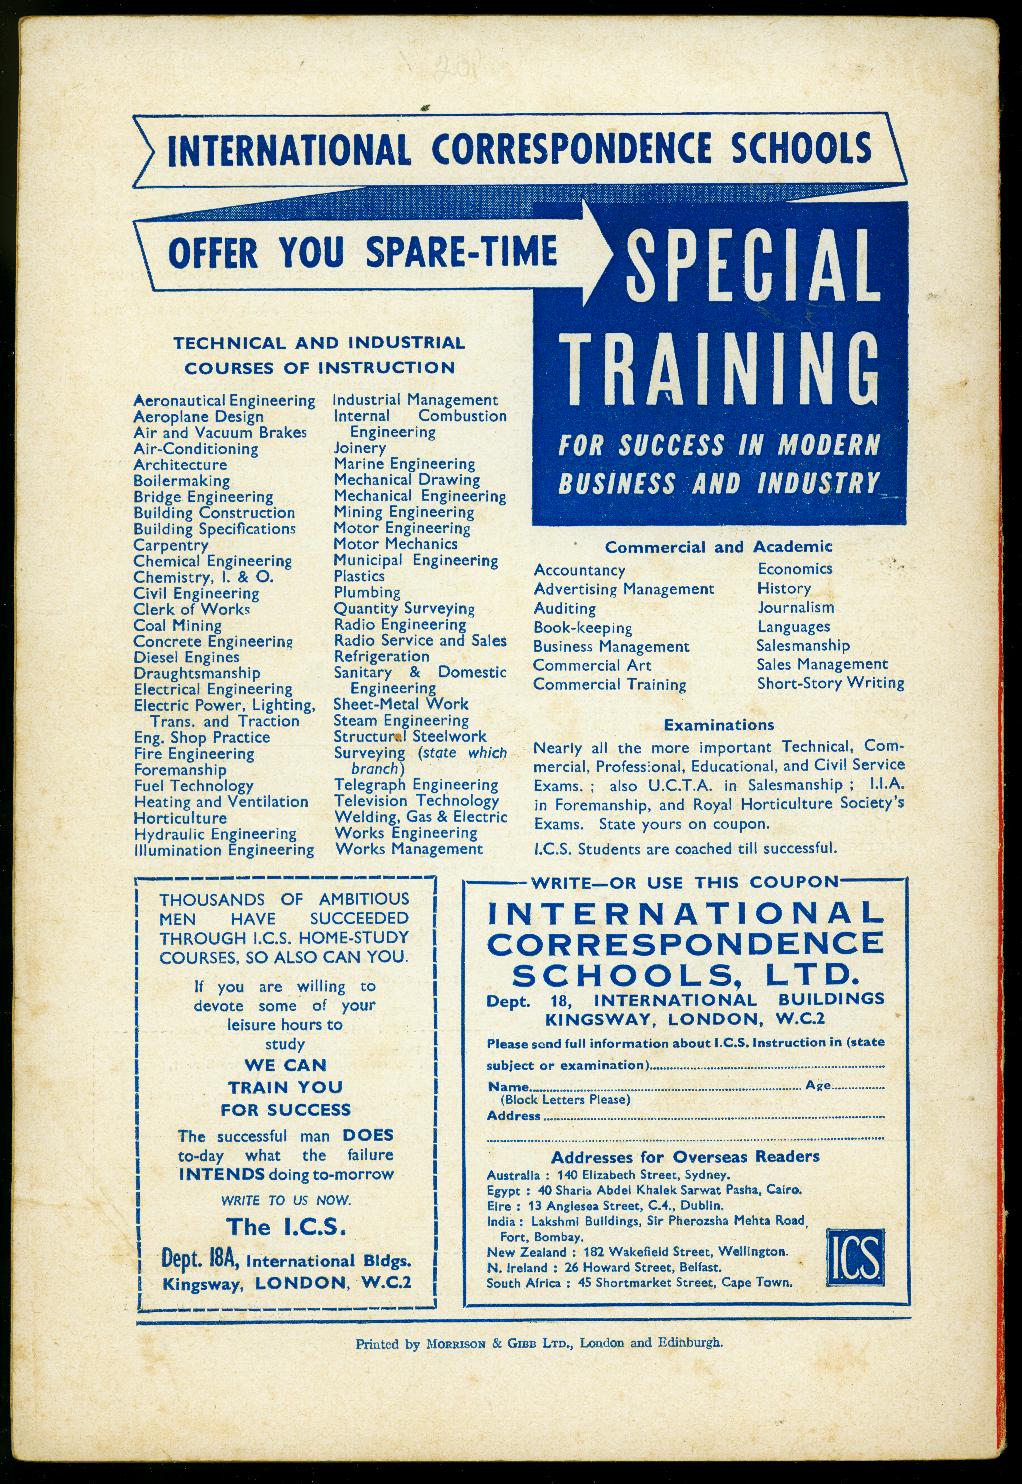 INTERNATIONAL CORRESPONDENCE SCHOOLS
OFFER YOU SPARE-TIME
SPECIAL
TRAINING
FOR SUCCESS IN MODERN
BUSINESS AND INDUSTRY
TECHNICAL AND INDUSTRIAL
COURSES OF INSTRUCTION
Aeronautical Engineering
Aeroplane Design
Air and Vacuum Brakes
Air-Conditioning
Architecture
Boilermaking
Bridge Engineering
Building Construction
Building Specifications
Carpentry
Chemical Engineering
Chemistry, I. & O.
Civil Engineering
Clerk of Works
Coal Mining
Concrete Engineering
Diesel Engines
Draughtsmanship
Electrical Engineering
Electric Power, Lighting,
Trans. and Traction
Eng. Shop Practice
Fire Engineering
Foremanship
Fuel Technology
Heating and Ventilation
Horticulture
Hydraulic Engineering
Illumination Engineering
Industrial Management
Internal Combustion
Engineering
Joinery
Marine Engineering
Mechanical Drawing
Mechanical Engineering
Mining Engineering
Motor Engineering
Motor Mechanics
Municipal Engineering
Plastics
Plumbing
Quantity Surveying
Radio Engineering
Radio Service and Sales
Refrigeration
Sanitary & Domestic
Engineering
Sheet-Metal Work
Steam Engineering
Structural Steelwork
Surveying (state which
branch)
Telegraph Engineering
Television Technology
Welding, Gas & Electric
Works Engineering
Works Management
Commercial and Academic
Accountancy
Advertising Management
Auditing
Book-keeping
Business Management
Commercial Art
Commercial Training
Economics
History
Journalism
Languages
Salesmanship
Sales Management
Short-Story Writing
Examinations
Nearly all the more important Technical, Com-
mercial, Professional, Educational, and Civil Service
Exams. ; also U.C.T.A. in Salesmanship ; I.I.A.
in Foremanship, and Royal Horticulture Society's
Exams. State yours on coupon.
I.C.S. Students are coached till successful.
THOUSANDS OF AMBITIOUS
MEN HAVE SUCCEEDED
THROUGH I.C.S. HOME-STUDY
COURSES, SO ALSO CAN YOU.
If you are willing to
devote some of your
leisure hours to
study
WE CAN
TRAIN YOU
FOR SUCCESS
The successful man DOES
to-day what the failure
INTENDS doing to-morrow
WRITE TO US NOW.
The I.C.S.
Dept. 18A, International Bldgs.
Kingsway, LONDON, W.C.2
WRITE—OR USE THIS COUPON
INTERNATIONAL
CORRESPONDENCE
SCHOOLS, LTD.
Dept. 18, INTERNATIONAL BUILDINGS
KINGSWAY, LONDON, W.C.2
Please send full information about I.C.S. Instruction in (state
subject or examination)
Name Age
(Block Letters Please)
Address
Addresses for Overseas Readers
Australia : 140 Elizabeth Street, Sydney.
Egypt : 40 Sharia Abdel Khalek Sarwat Pasha, Cairo.
Eire : 13 Anglesea Street, C.4., Dublin.
India : Lakshmi Buildings, Sir Pherozsha Mehta Road,
Fort, Bombay.
New Zealand : 182 Wakefield Street, Wellington.
N. Ireland : 26 Howard Street, Belfast.
South Africa : 45 Shortmarket Street, Cape Town.
ICS
Printed by MORRISON & GIBB LTD., London and Edinburgh.